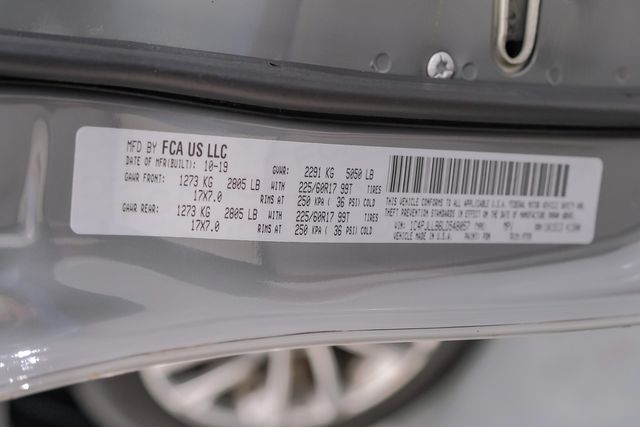 MFD BY FCA US LLC
DATE OF MFR(BUILT): 10-19 GVWR: 2291 KG 5050 LB
GAWR FRONT: 1273 KG 2805 LB WITH 225/60R17 99T TIRES
17X7.0 RIMS AT 250 KPA ( 36 PSI) COLD
GAWR REAR: 1273 KG 2805 LB WITH 225/60R17 99T TIRES
17X7.0 RIMS AT 250 KPA ( 36 PSI) COLD
THIS VEHICLE CONFORMS TO ALL APPLICABLE U.S.A. FEDERAL MOTOR VEHICLE SAFETY AND
THEFT PREVENTION STANDARDS IN EFFECT ON THE DATE OF MANUFACTURE SHOWN ABOVE.
VIN: TYPE: MPV
VEHICLE MADE IN U.S.A. PAINT: